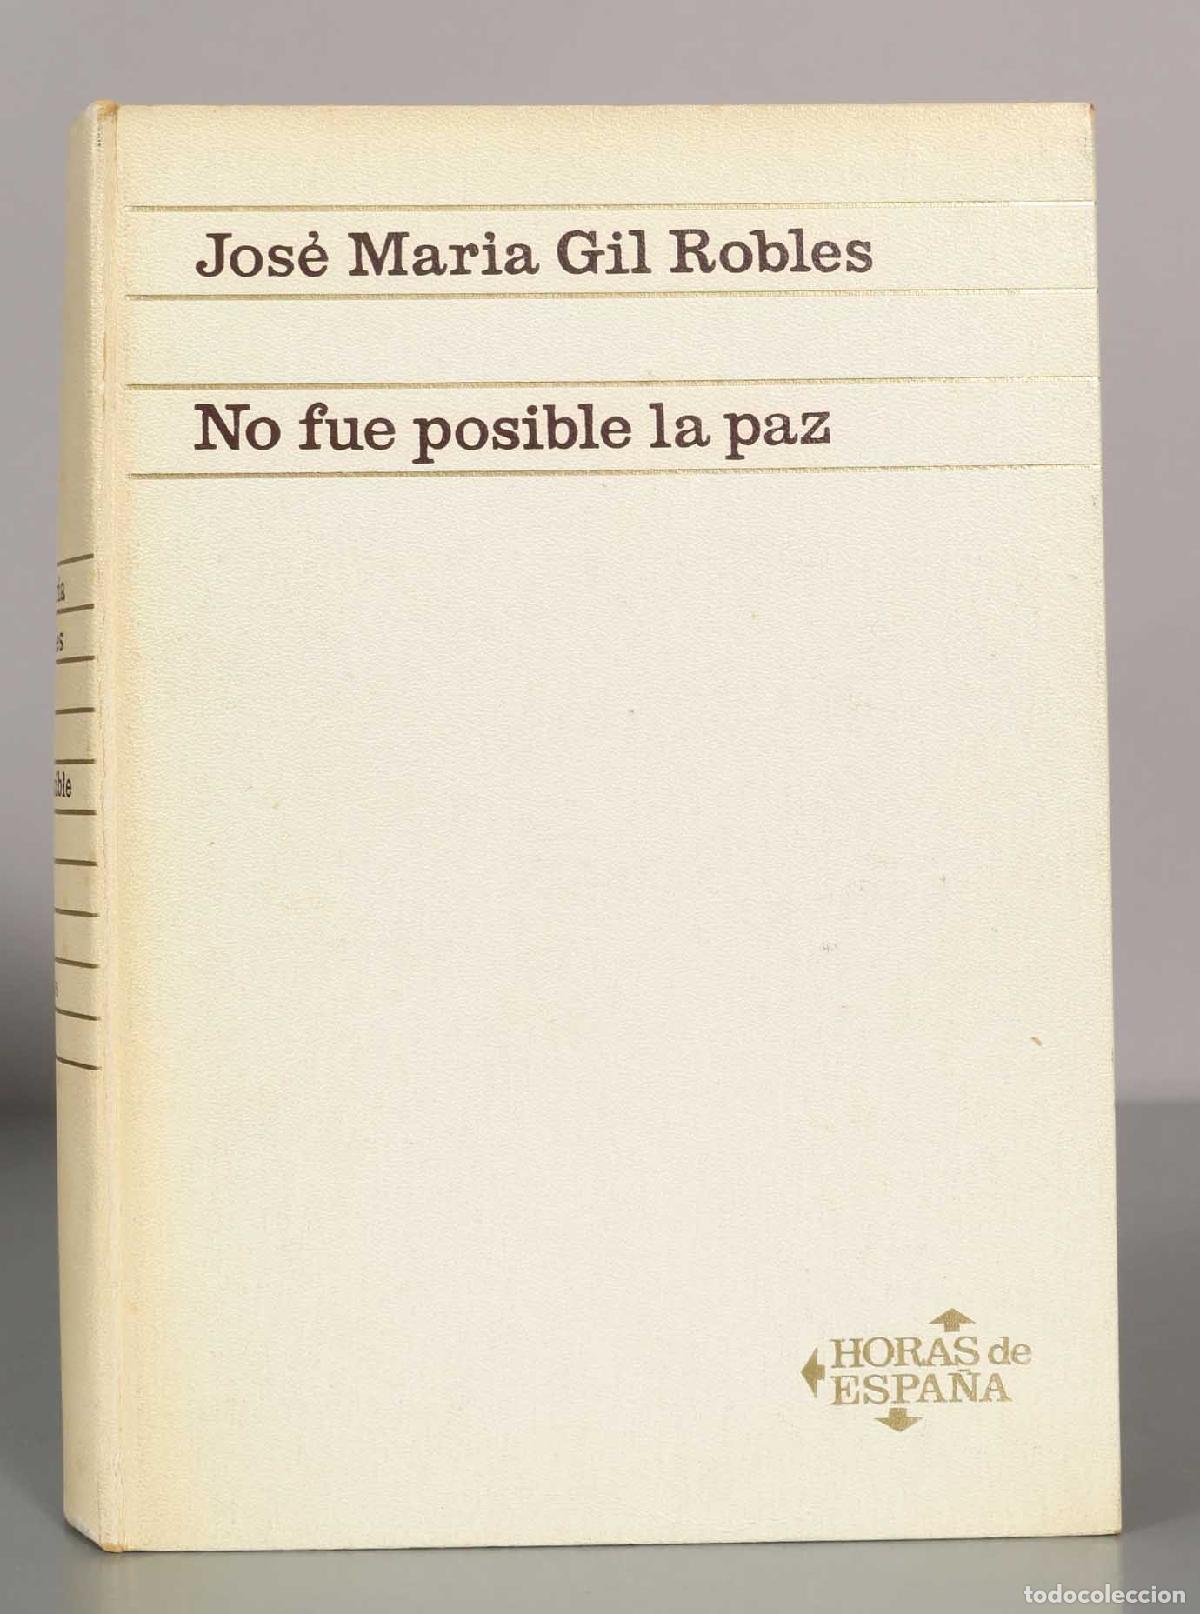 José Maria Gil Robles
No fue posible la paz
HORAS de
ESPAÑA
todocoleccion